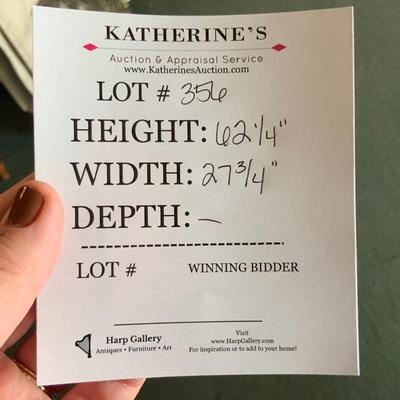 KATHERINE'S
Auction & Appraisal Service
www.KatherinesAuction.com
LOT # 356
HEIGHT: 62 1/4"
WIDTH: 27 3/4"
DEPTH: —
LOT # WINNING BIDDER
Harp Gallery
Antiques • Furniture • Art
Visit
www.HarpGallery.com
For inspiration or to add to your home!